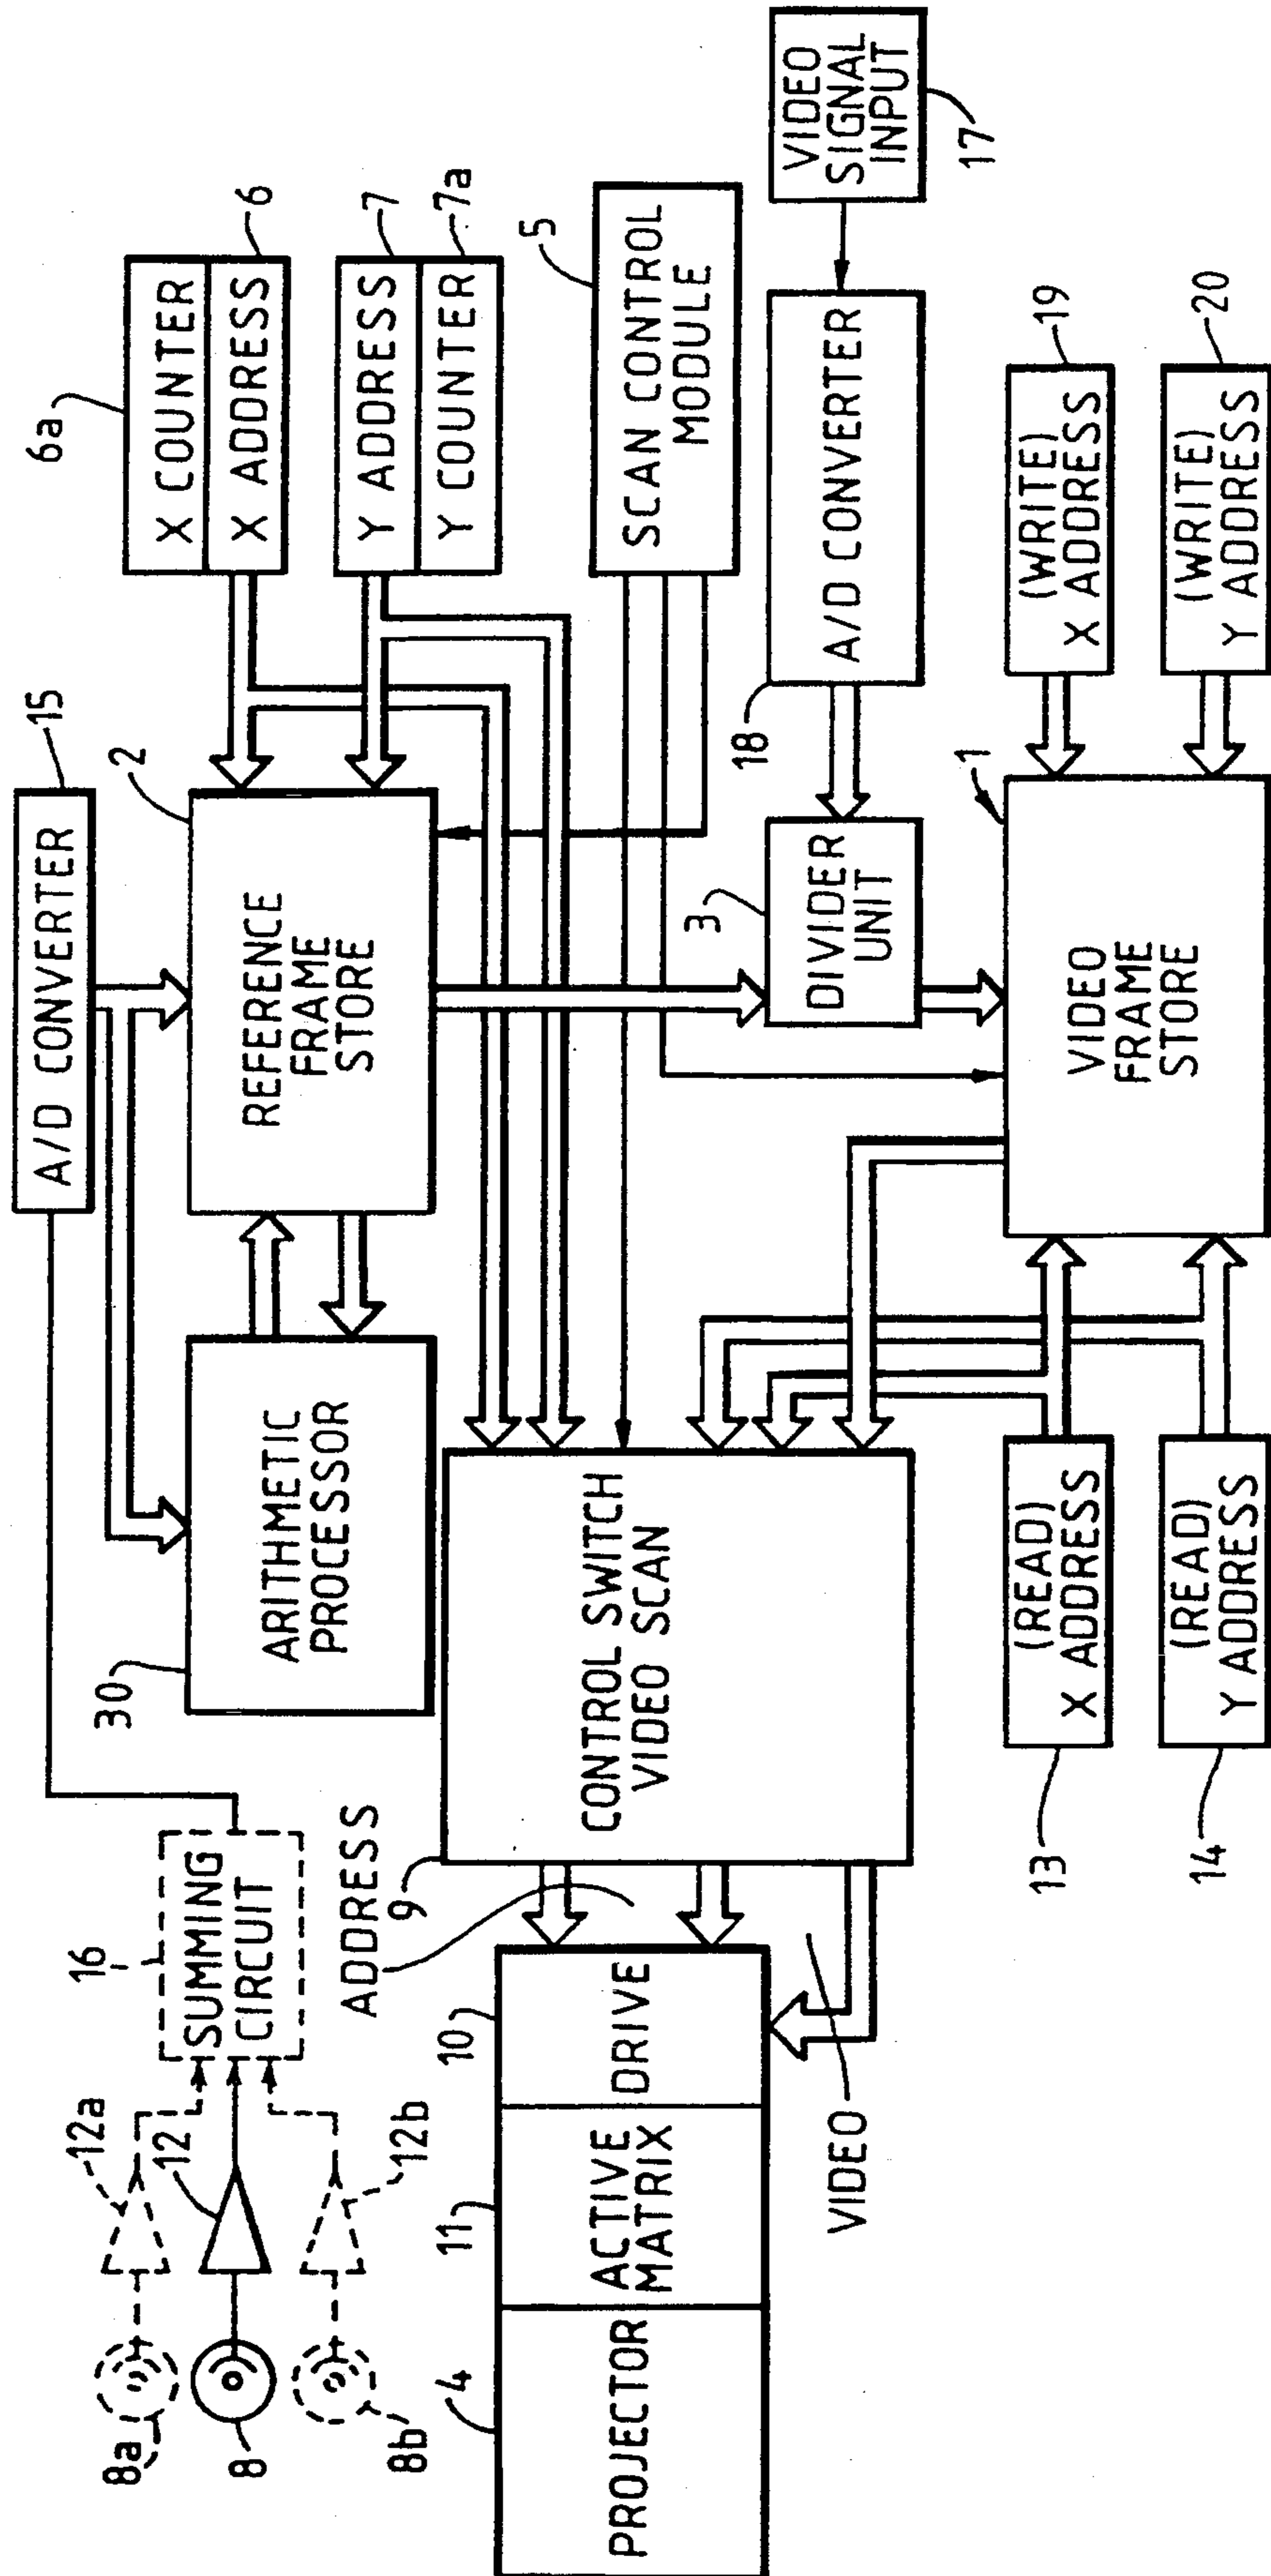 6a
X COUNTER
X ADDRESS
6
Y ADDRESS
7
Y COUNTER
7a
5
SCAN CONTROL
MODULE
VIDEO
SIGNAL
INPUT
17
A/D CONVERTER
15
2
REFERENCE
FRAME
STORE
18
A/D CONVERTER
3
DIVIDER
UNIT
1
VIDEO
FRAME
STORE
(WRITE)
X ADDRESS
19
(WRITE)
Y ADDRESS
20
30
ARITHMETIC
PROCESSOR
9
CONTROL SWITCH
VIDEO SCAN
(READ)
X ADDRESS
13
(READ)
Y ADDRESS
14
16
SUMMING
CIRCUIT
ADDRESS
VIDEO
12a
12
12b
8a
8
8b
10
DRIVE
11
ACTIVE
MATRIX
4
PROJECTOR